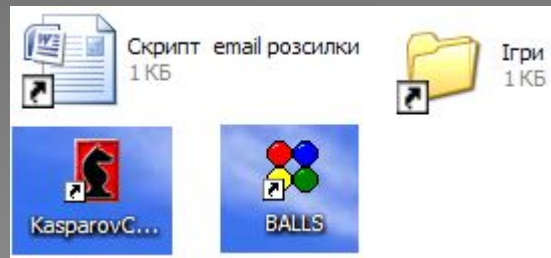 Скрипт email розсилки
1 КБ
Ігри
1 КБ
KasparovC...
BALLS